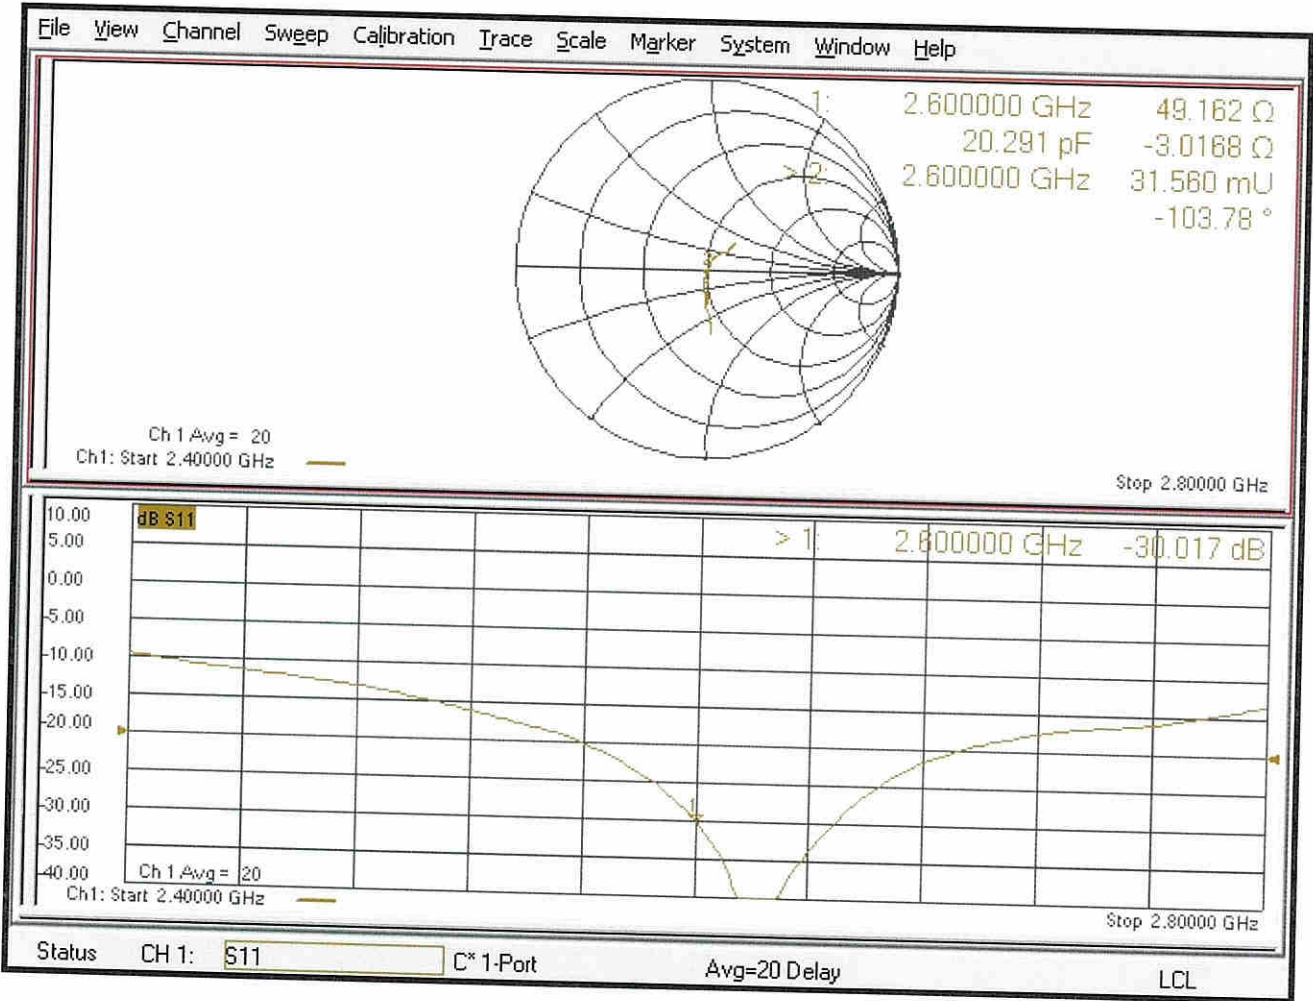 File View Channel Sweep Calibration Trace Scale Marker System Window Help
1: 2.600000 GHz 49.162 Ω
20.291 pF -3.0168 Ω
> 2: 2.600000 GHz 31.560 mU
-103.78 °
Ch 1 Avg = 20
Ch1: Start 2.40000 GHz
Stop 2.80000 GHz
10.00
dB S11
> 1: 2.600000 GHz -30.017 dB
5.00
0.00
-5.00
-10.00
-15.00
-20.00
-25.00
-30.00
1
-35.00
-40.00
Ch 1 Avg = 20
Ch1: Start 2.40000 GHz
Stop 2.80000 GHz
Status CH 1: S11 C* 1-Port Avg=20 Delay LCL